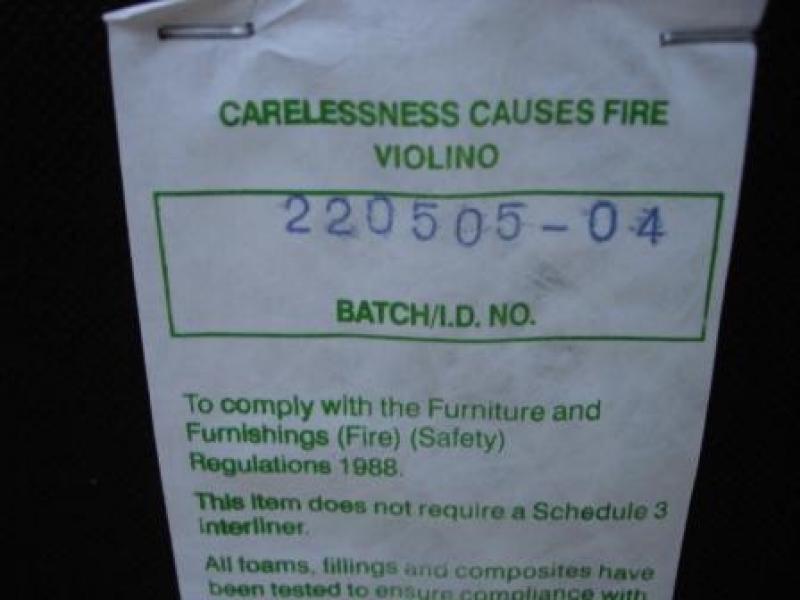 CARELESSNESS CAUSES FIRE
VIOLINO
220505-04
BATCH/I.D. NO.
To comply with the Furniture and
Furnishings (Fire) (Safety)
Regulations 1988.
This item does not require a Schedule 3
interliner.
All foams, fillings and composites have
been tested to ensure compliance with